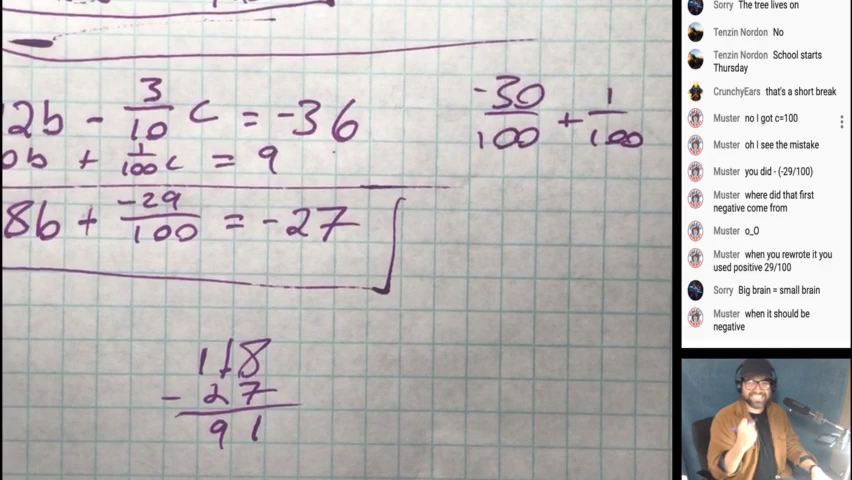 2b - 3/10 c = -36
0b + 1/100 c = 9
8b + -29/100 = -27
118
- 27
91
-30/100 + 1/100
Sorry The tree lives on
Tenzin Nordon No
Tenzin Nordon School starts
Thursday
CrunchyEars that's a short break
Muster no I got c=100
Muster oh I see the mistake
Muster you did - (-29/100)
Muster where did that first
negative come from
Muster o_O
Muster when you rewrote it you
used positive 29/100
Sorry Big brain = small brain
Muster when it should be
negative